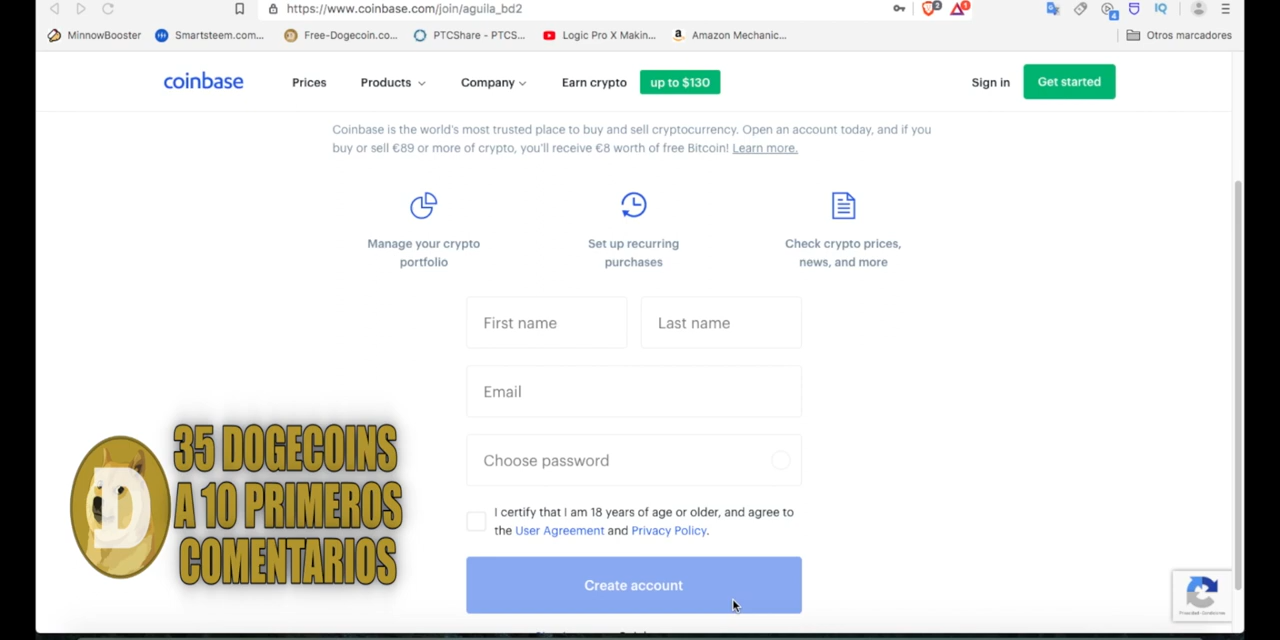 https://www.coinbase.com/join/aguila_bd2
MinnowBooster
Smartsteem.com...
Free-Dogecoin.co...
PTCShare - PTCS...
Logic Pro X Makin...
Amazon Mechanic...
Otros marcadores
coinbase
Prices
Products
Company
Earn crypto
up to $130
Sign in
Get started
Coinbase is the world's most trusted place to buy and sell cryptocurrency. Open an account today, and if you
buy or sell €89 or more of crypto, you'll receive €8 worth of free Bitcoin! Learn more.
Manage your crypto
portfolio
Set up recurring
purchases
Check crypto prices,
news, and more
First name
Last name
Email
Choose password
I certify that I am 18 years of age or older, and agree to
the User Agreement and Privacy Policy.
Create account
D
35 DOGECOINS
A 10 PRIMEROS
COMENTARIOS